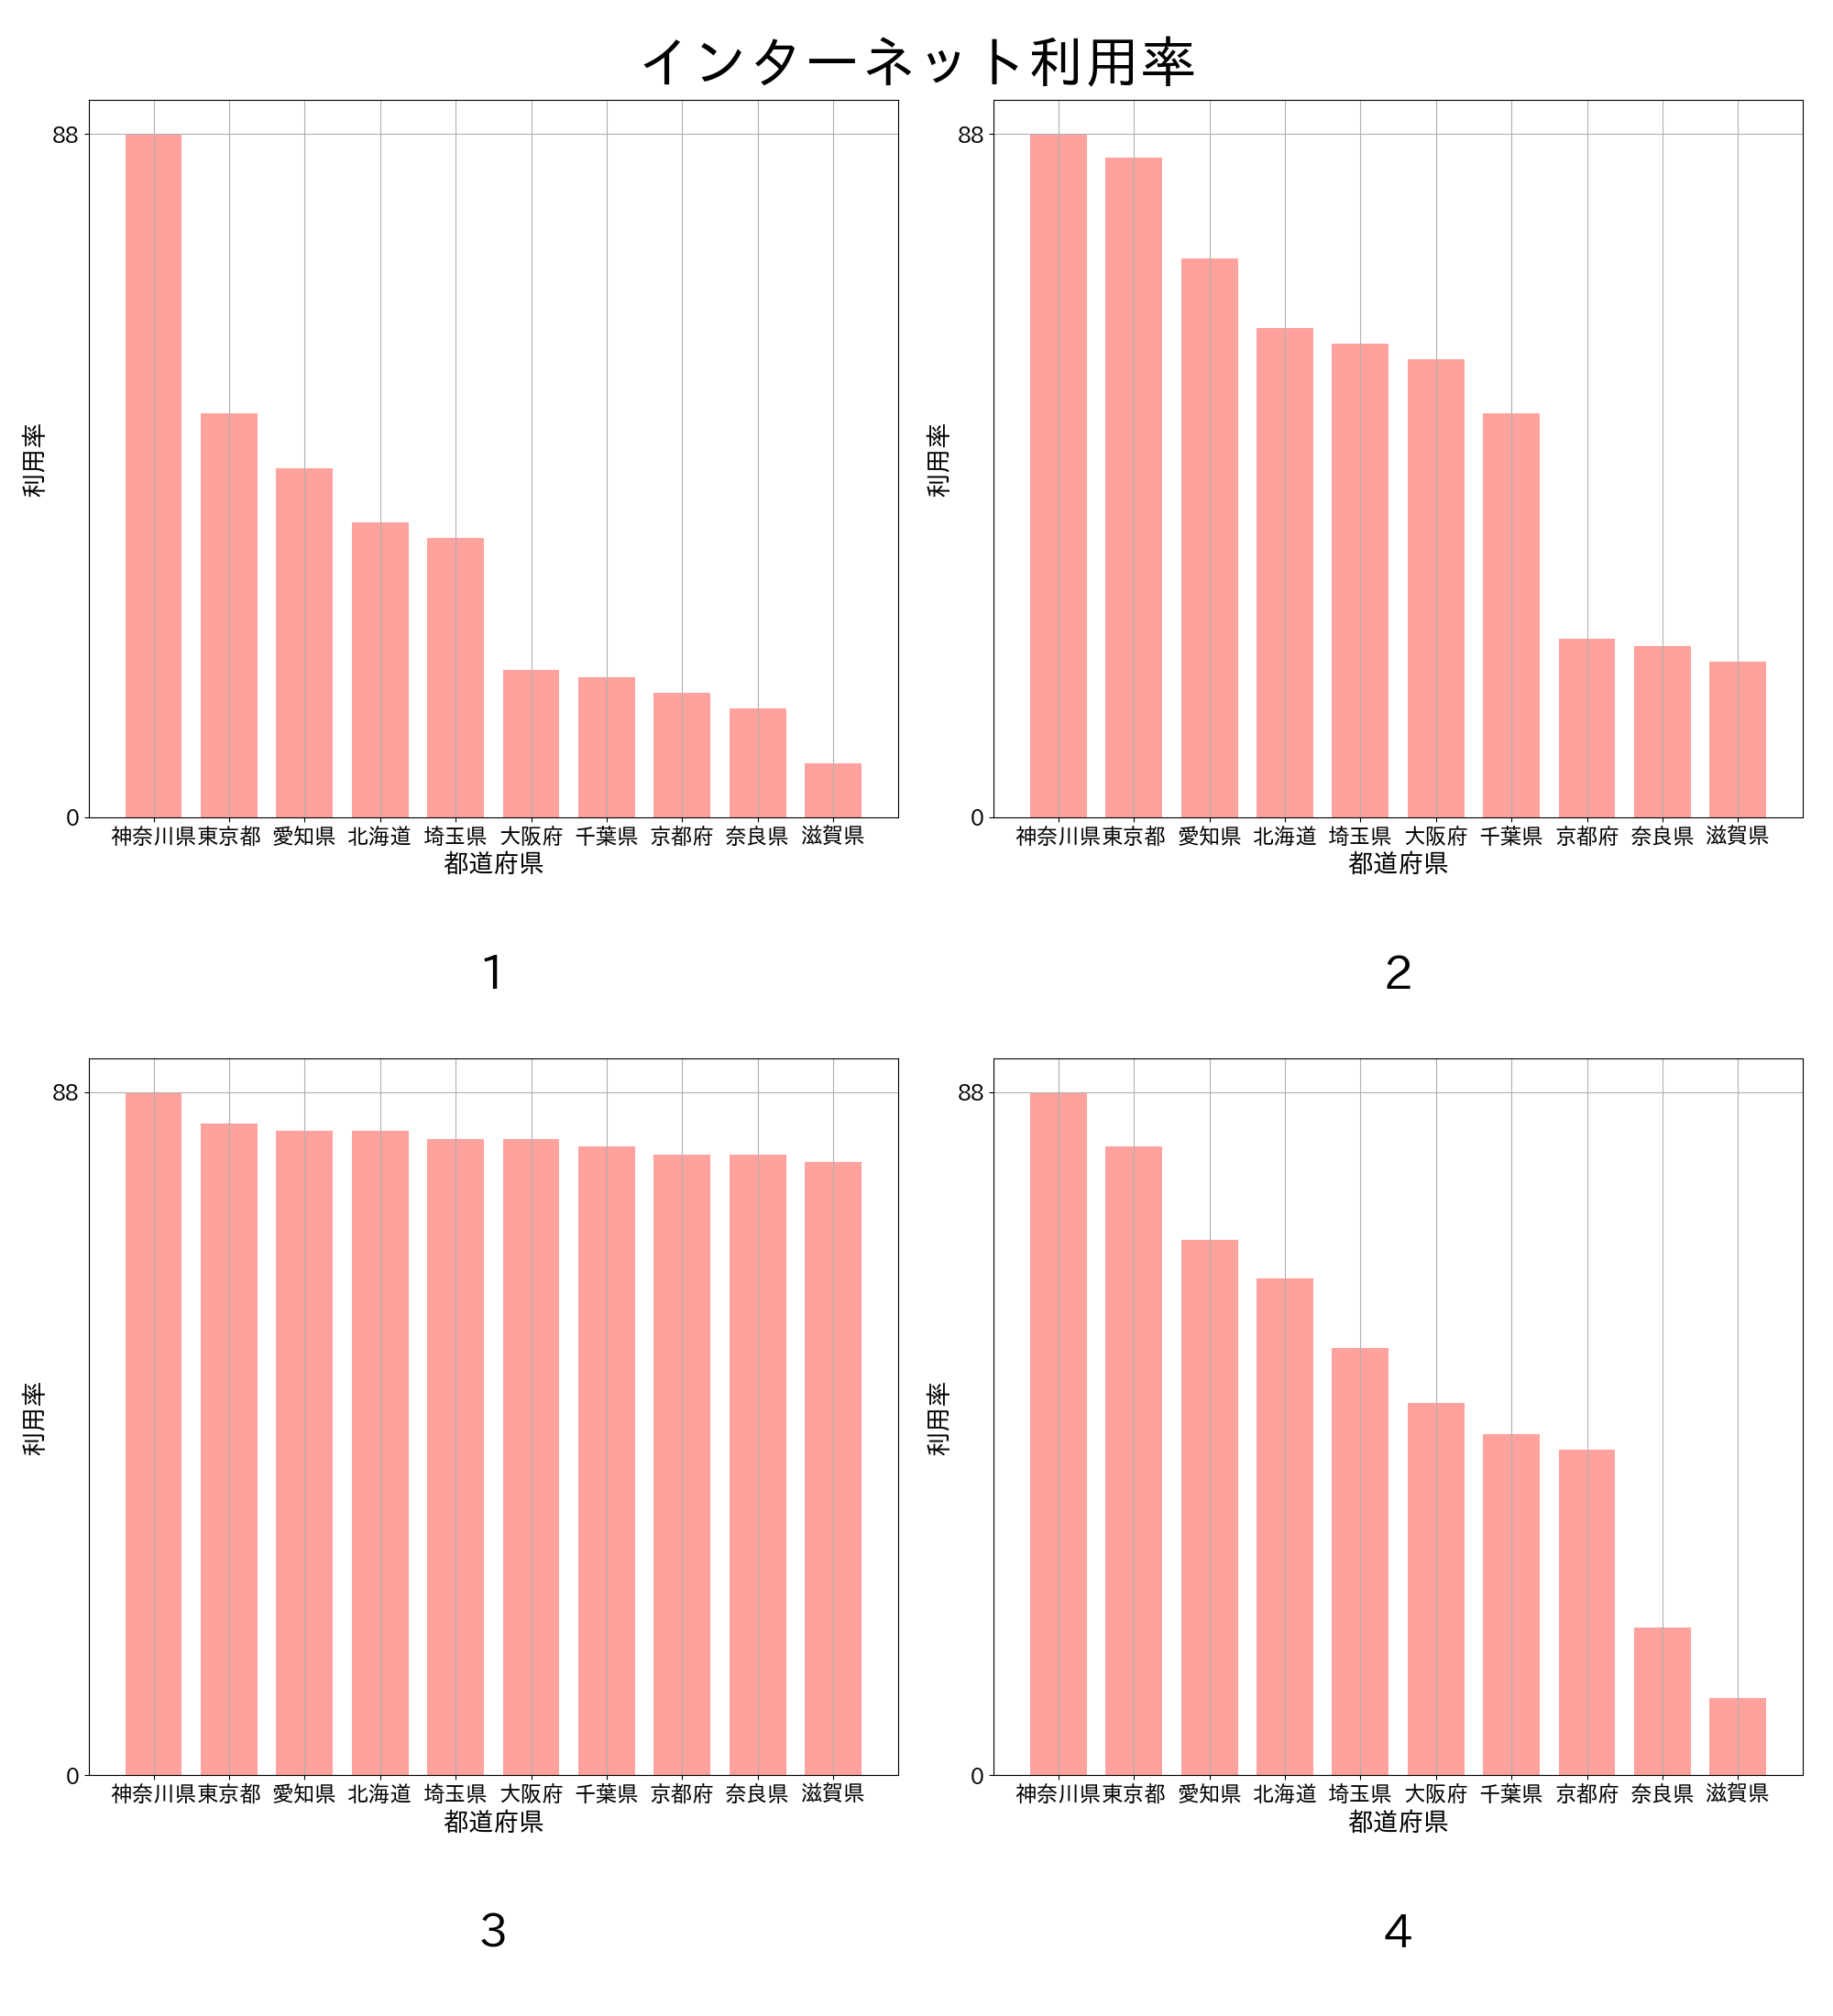 インターネット利用率
88
0
利用率
神奈川県 東京都 愛知県 北海道 埼玉県 大阪府 千葉県 京都府 奈良県 滋賀県
都道府県
1
88
0
利用率
神奈川県 東京都 愛知県 北海道 埼玉県 大阪府 千葉県 京都府 奈良県 滋賀県
都道府県
2
88
0
利用率
神奈川県 東京都 愛知県 北海道 埼玉県 大阪府 千葉県 京都府 奈良県 滋賀県
都道府県
3
88
0
利用率
神奈川県 東京都 愛知県 北海道 埼玉県 大阪府 千葉県 京都府 奈良県 滋賀県
都道府県
4